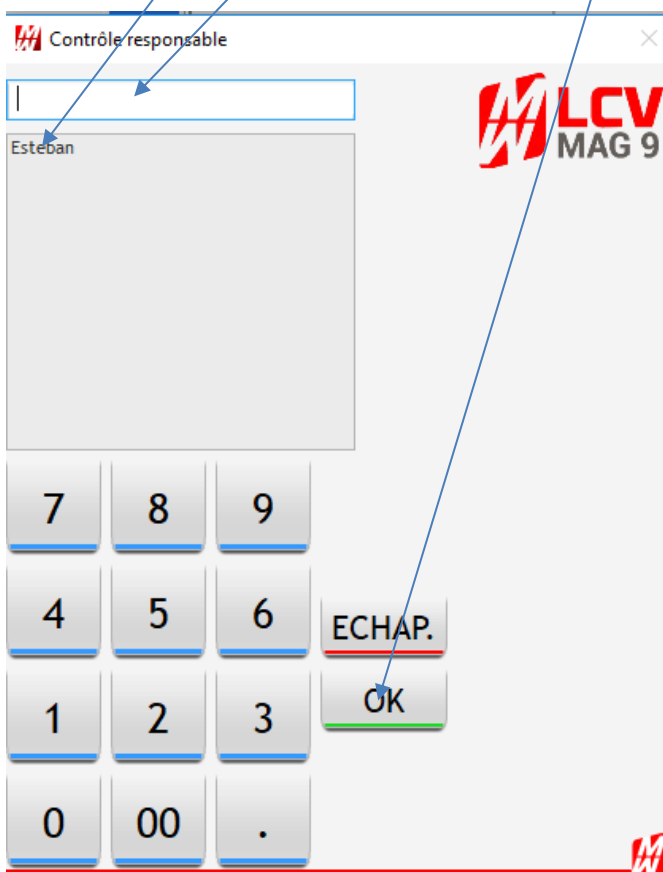 Contrôle responsable
LCV
MAG 9
Esteban
7 8 9
4 5 6 ECHAP.
1 2 3 OK
0 00 .